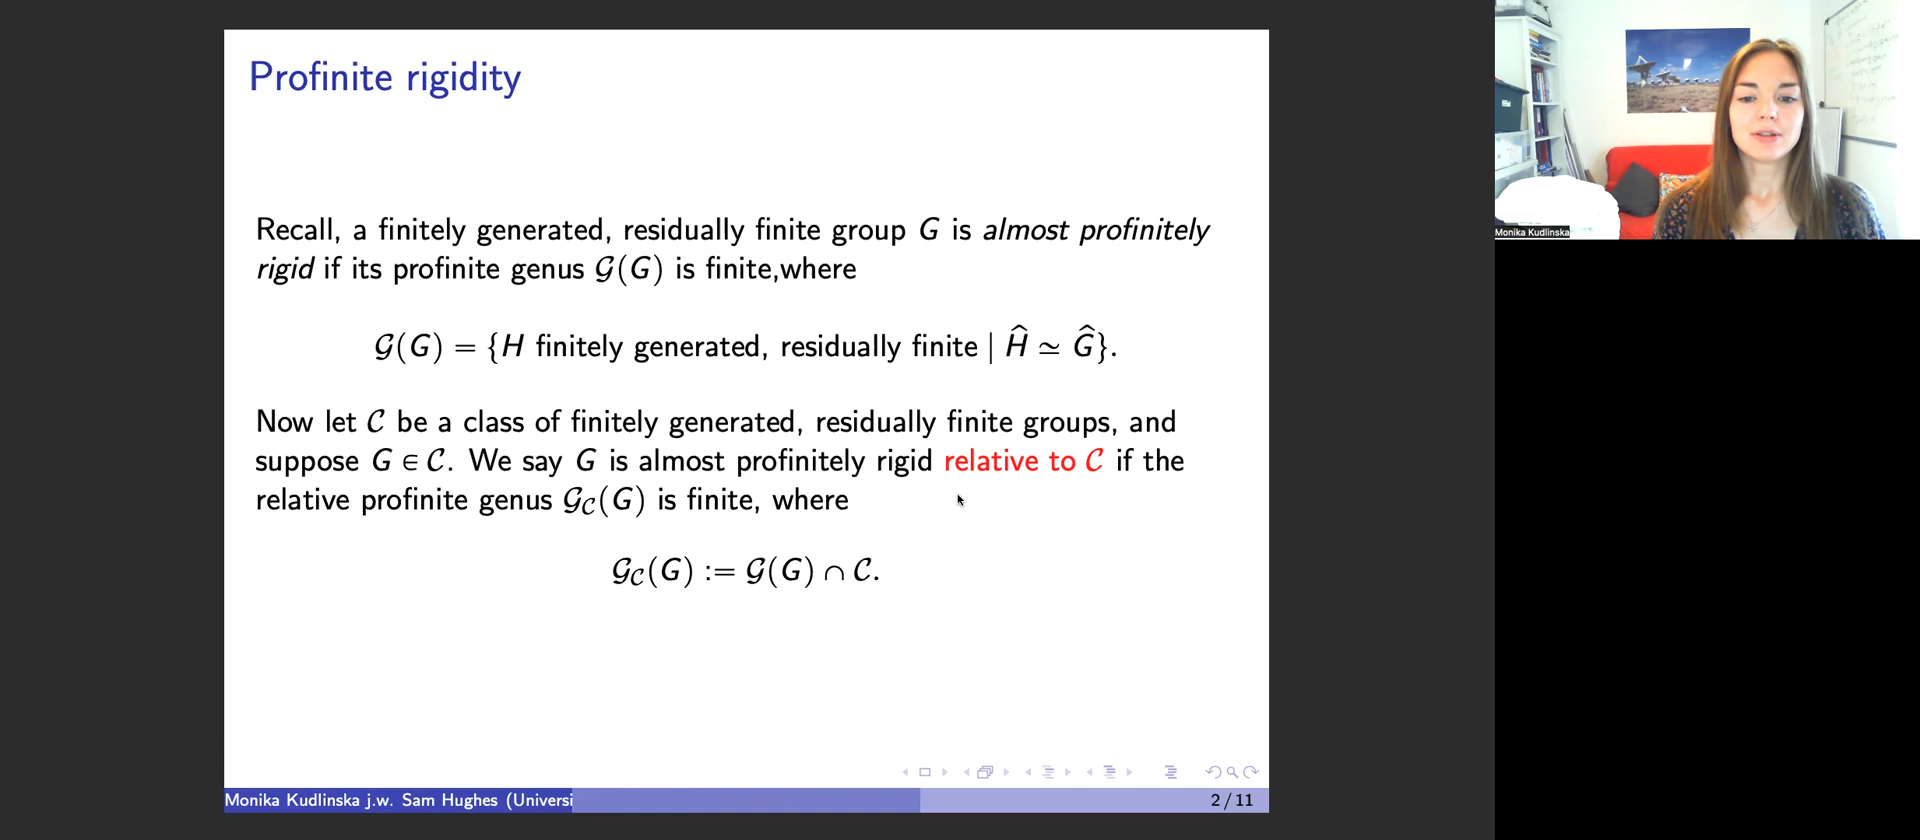 Profinite rigidity
Recall, a finitely generated, residually finite group G is almost profinitely
rigid if its profinite genus 𝒢(G) is finite,where
𝒢(G) = {H finitely generated, residually finite | Ĥ ≃ Ĝ}.
Now let 𝒞 be a class of finitely generated, residually finite groups, and
suppose G ∈ 𝒞. We say G is almost profinitely rigid relative to 𝒞 if the
relative profinite genus 𝒢_𝒞(G) is finite, where
𝒢_𝒞(G) := 𝒢(G) ∩ 𝒞.
Monika Kudlinska j.w. Sam Hughes (Universi
2 / 11
Monika Kudlinska